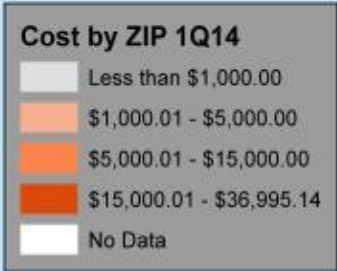 Cost by ZIP 1Q14
Less than $1,000.00
$1,000.01 - $5,000.00
$5,000.01 - $15,000.00
$15,000.01 - $36,995.14
No Data